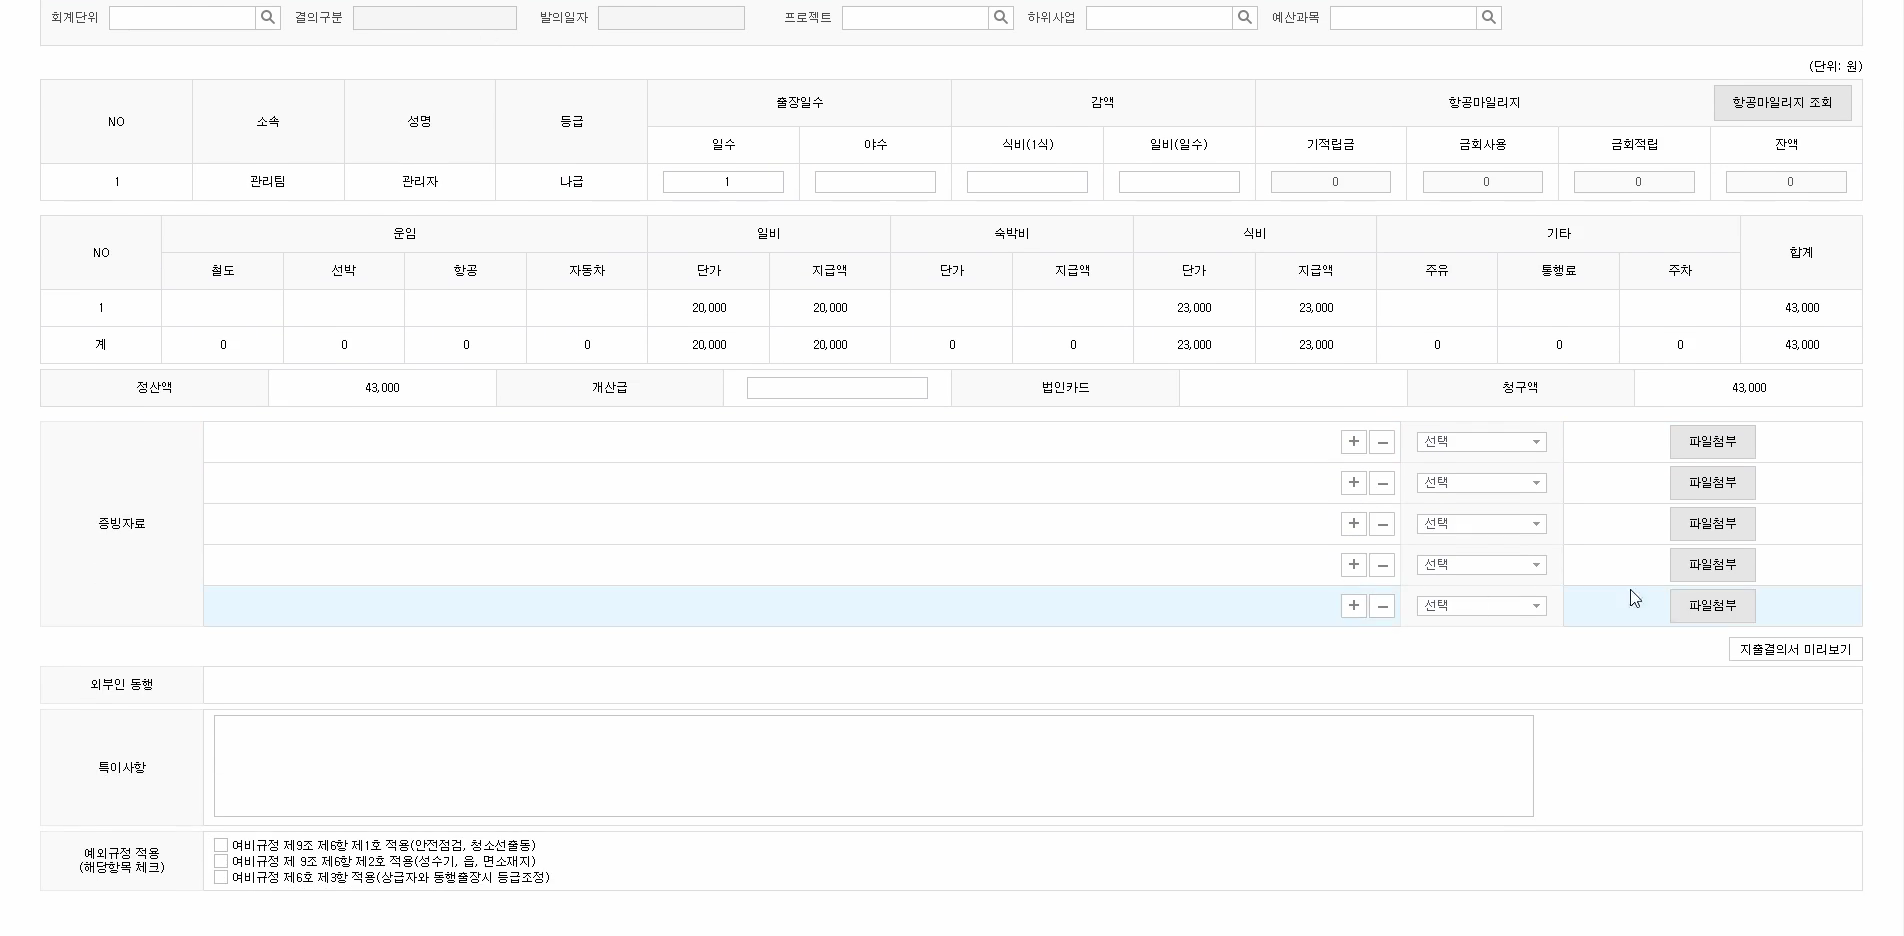 회계단위 결의구분 발의일자 프로젝트 하위사업 예산과목
(단위: 원)
NO 소속 성명 등급 출장일수 감액 항공마일리지 항공마일리지 조회
일수 야수 식비(1식) 일비(일수) 기적립금 금회사용 금회적립 잔액
1 관리팀 관리자 나급 1 0 0 0 0
NO 운임 일비 숙박비 식비 기타 합계
철도 선박 항공 자동차 단가 지급액 단가 지급액 단가 지급액 주유 통행료 주차
1 20,000 20,000 23,000 23,000 43,000
계 0 0 0 0 20,000 20,000 0 0 23,000 23,000 0 0 0 43,000
정산액 43,000 개산급 법인카드 청구액 43,000
증빙자료
+ − 선택 파일첨부
+ − 선택 파일첨부
+ − 선택 파일첨부
+ − 선택 파일첨부
+ − 선택 파일첨부
지출결의서 미리보기
외부인 동행
특이사항
예외규정 적용
(해당항목 체크)
여비규정 제9조 제6항 제1호 적용(안전점검, 청소선출동)
여비규정 제 9조 제6항 제2호 적용(성수기, 읍, 면소재지)
여비규정 제6호 제3항 적용(상급자와 동행출장시 등급조정)